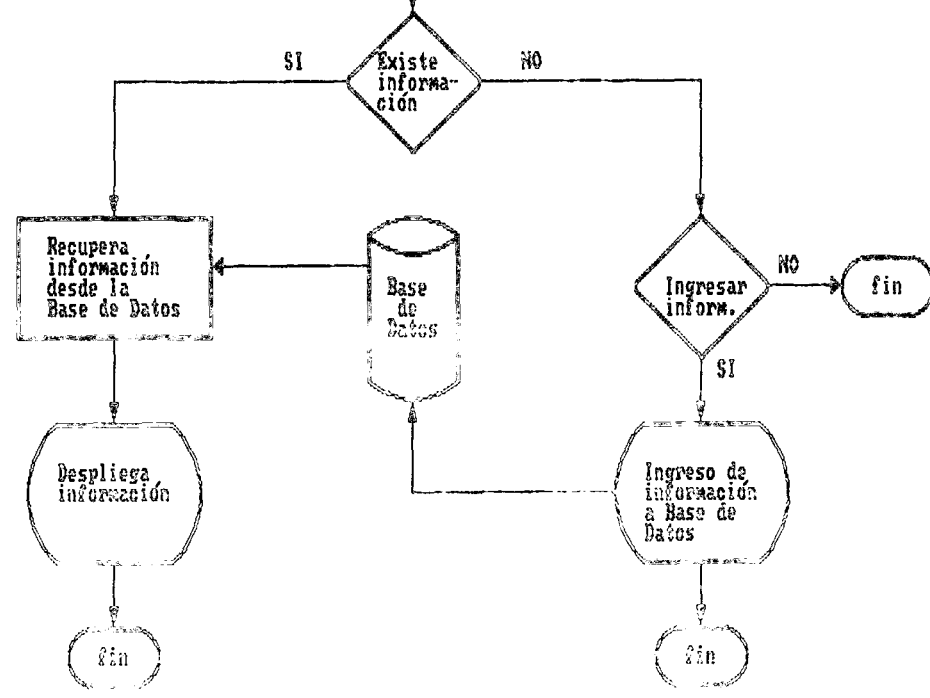 SI
Existe
informa-
ción
NO
Recupera
información
desde la
Base de Datos
Base
de
Datos
Ingresar
inform.
NO
fin
SI
Despliega
información
Ingreso de
información
a Base de
Datos
fin
fin